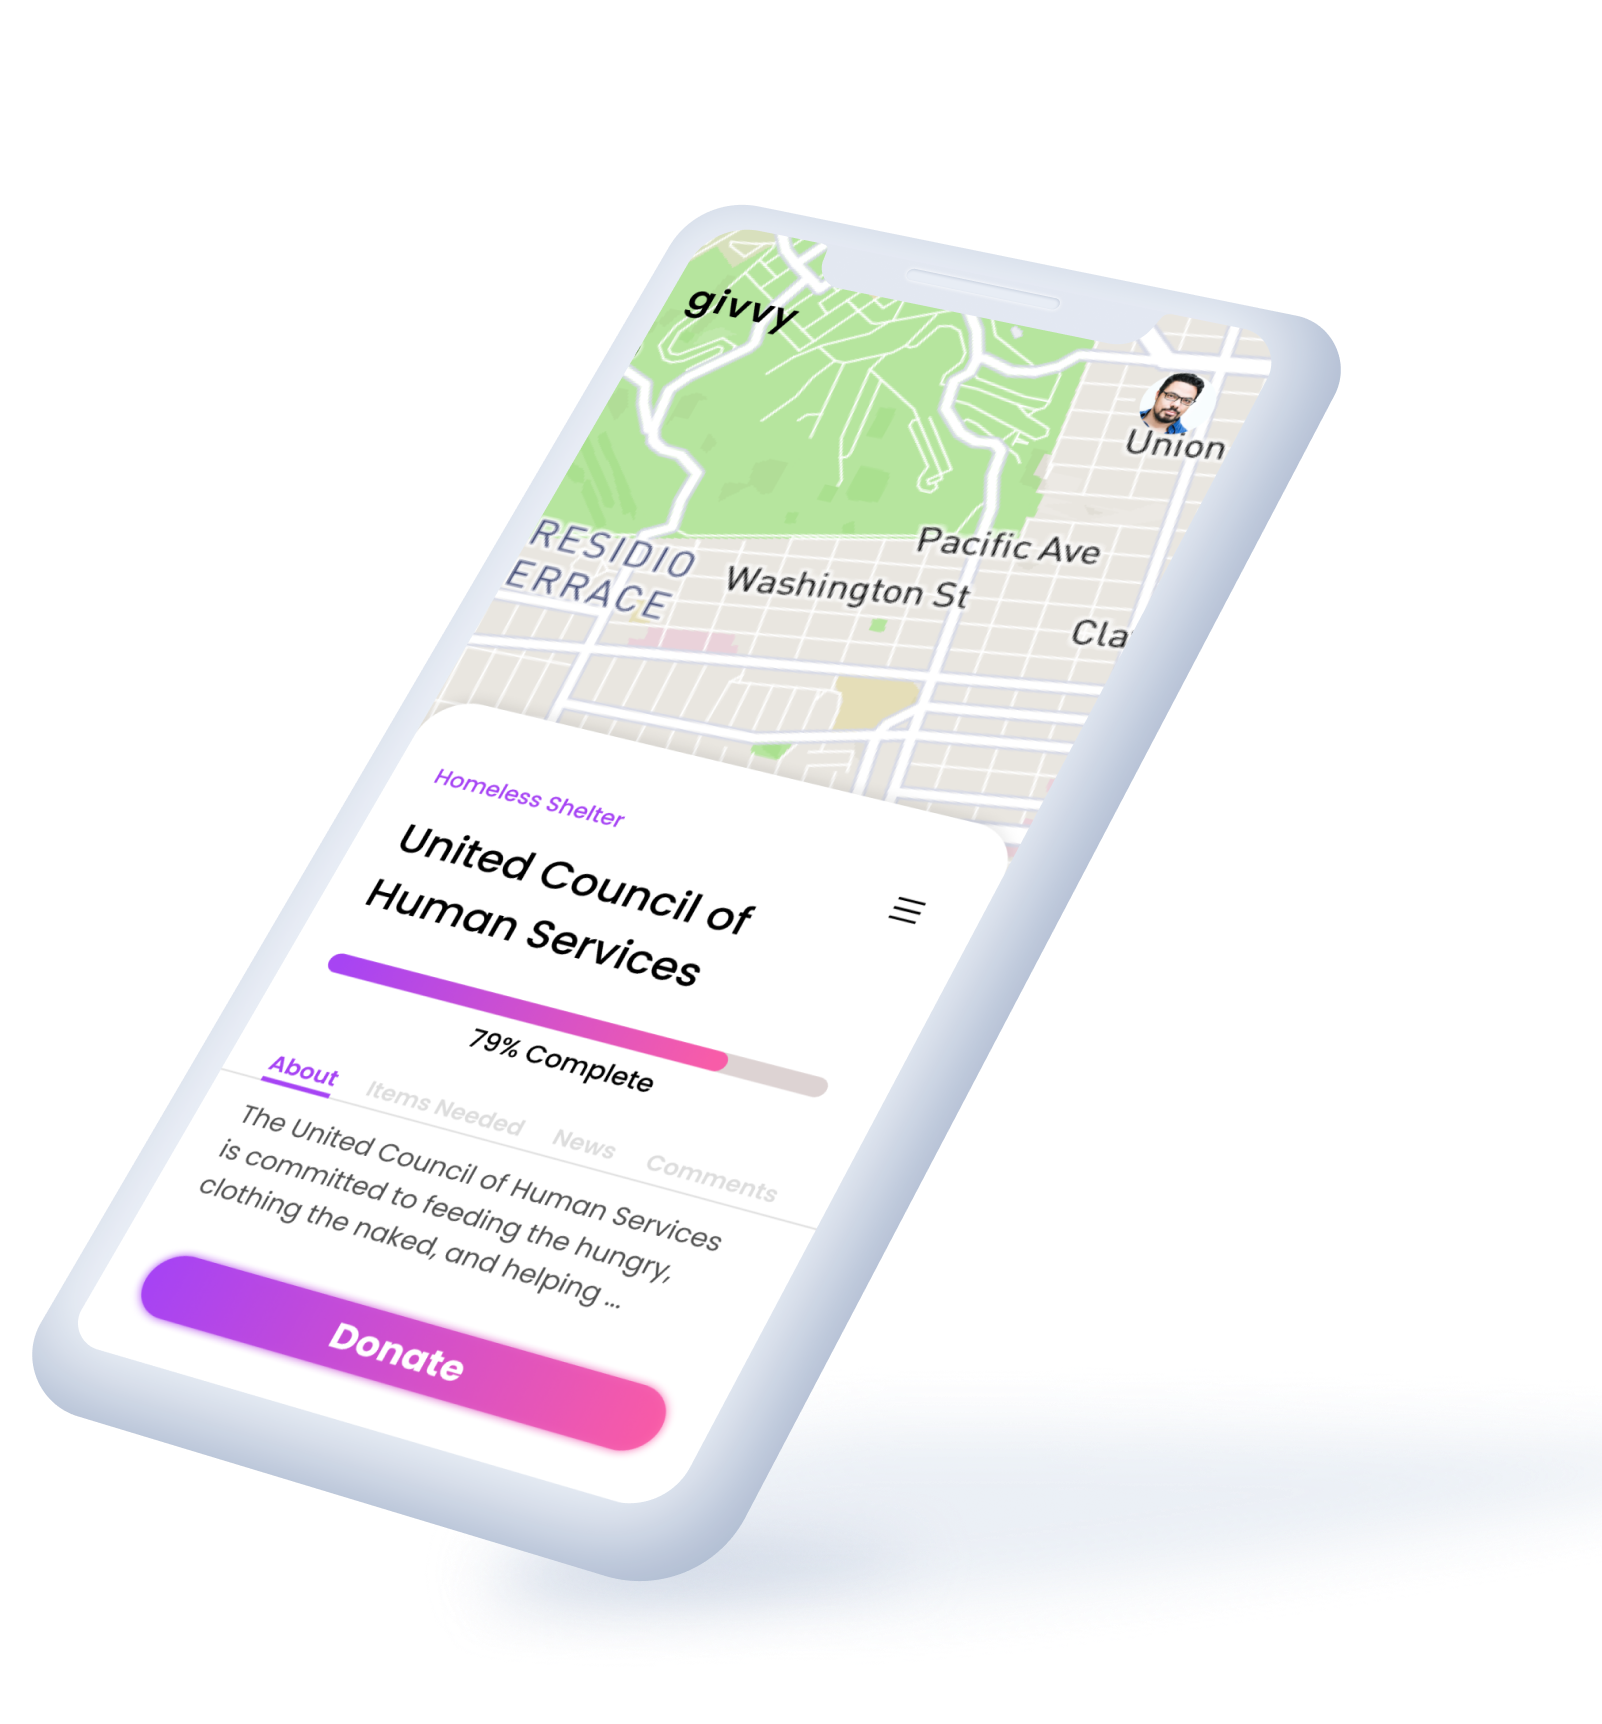 givvy
Union
Pacific Ave
RESIDIO
ERRACE
Washington St
Cla
Homeless Shelter
United Council of
Human Services
79% Complete
About Items Needed News Comments
The United Council of Human Services
is committed to feeding the hungry,
clothing the naked, and helping ...
Donate